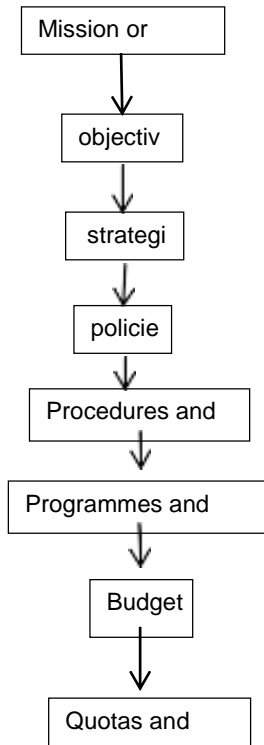 Mission or
objectiv
strategi
policie
Procedures and
Programmes and
Budget
Quotas and